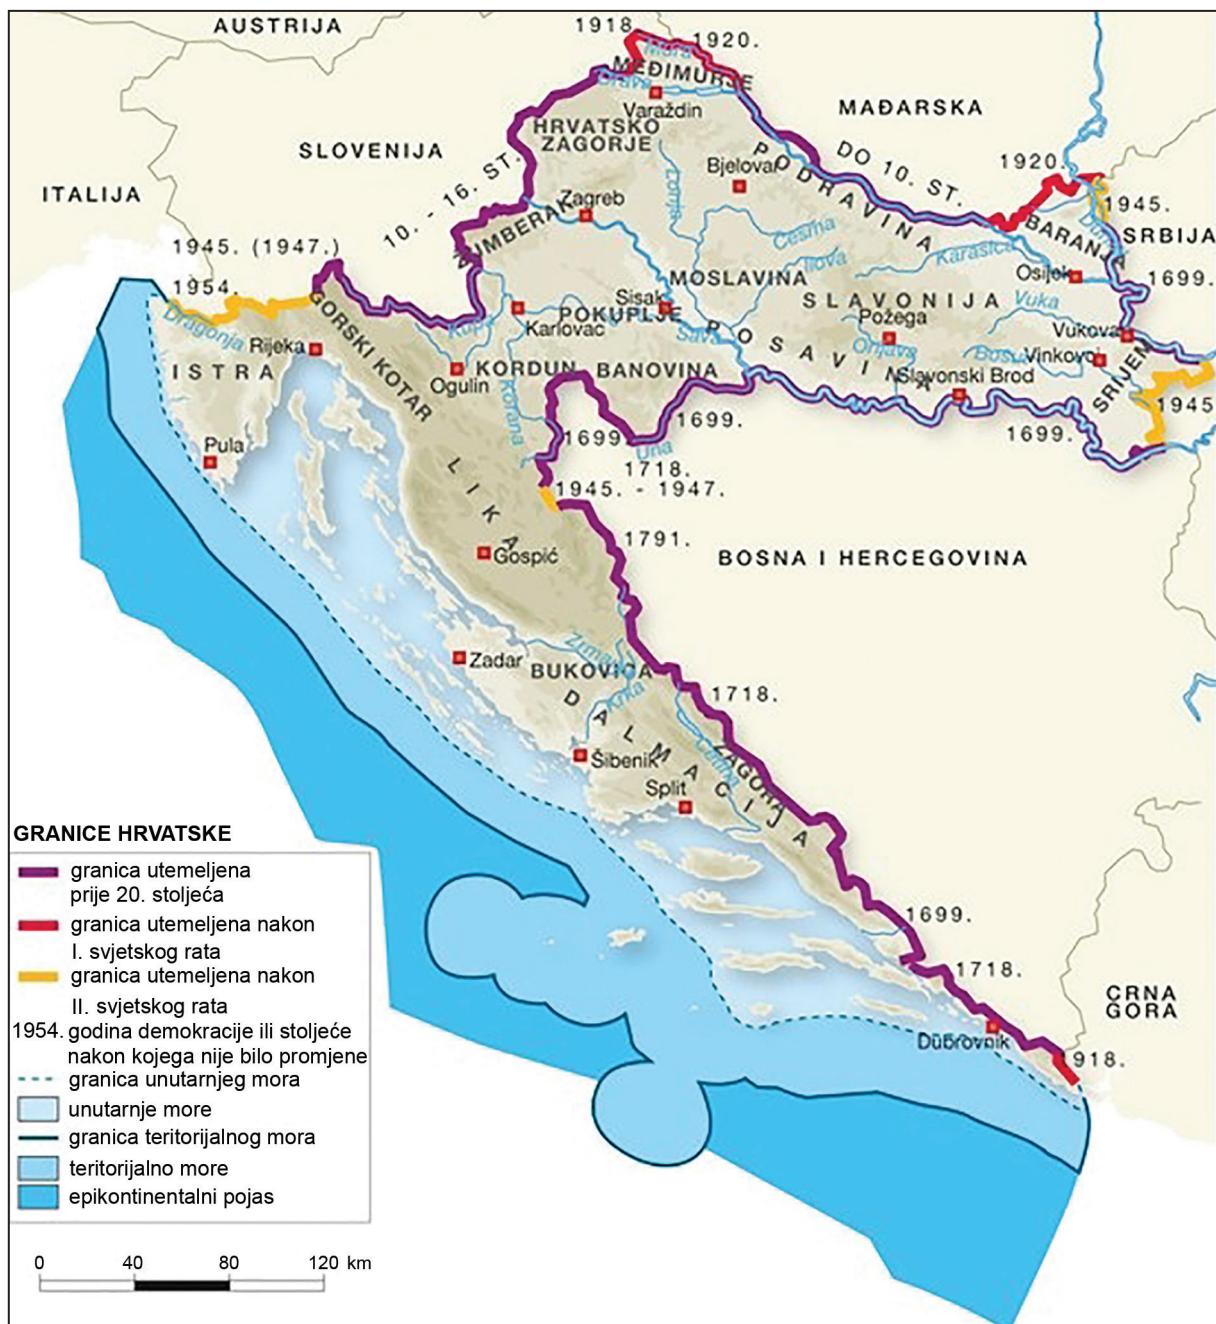 AUSTRIJA
1918.
1920.
Mura
MEĐIMURJE
Drava
Varaždin
MAĐARSKA
HRVATSKO
ZAGORJE
SLOVENIJA
PODRAVINA
DO 10. ST.
1920.
Bjelovar
ITALIJA
10. - 16. ST.
Zagreb
ŽUMBERAK
1945.
BARANJA
SRBIJA
Česma
Ilova
Karašica
1945. (1947.)
1954.
MOSLAVINA
Osijek
1699.
SLAVONIJA
Vuka
Sisak
POKUPLJE
Kupa
Karlovac
Požega
Orljava
Vukovar
Dragonja
Rijeka
GORSKI KOTAR
Sava
POSAVINA
Bosut
Vinkovci
ISTRA
Ogulin
KORDUN
BANOVINA
Slavonski Brod
SRIJEM
1945.
Korana
1699.
1699.
1699.
Una
Pula
1718.
1945. - 1947.
LIKA
1791.
Gospić
BOSNA I HERCEGOVINA
Zrmanja
Zadar
BUKOVICA
Krka
1718.
DALMACIJA
ZAGORA
Cetina
Šibenik
Split
1699.
1718.
CRNA
GORA
Dubrovnik
1918.
GRANICE HRVATSKE
granica utemeljena
prije 20. stoljeća
granica utemeljena nakon
I. svjetskog rata
granica utemeljena nakon
II. svjetskog rata
1954. godina demokracije ili stoljeće
nakon kojega nije bilo promjene
granica unutarnjeg mora
unutarnje more
granica teritorijalnog mora
teritorijalno more
epikontinentalni pojas
0 40 80 120 km